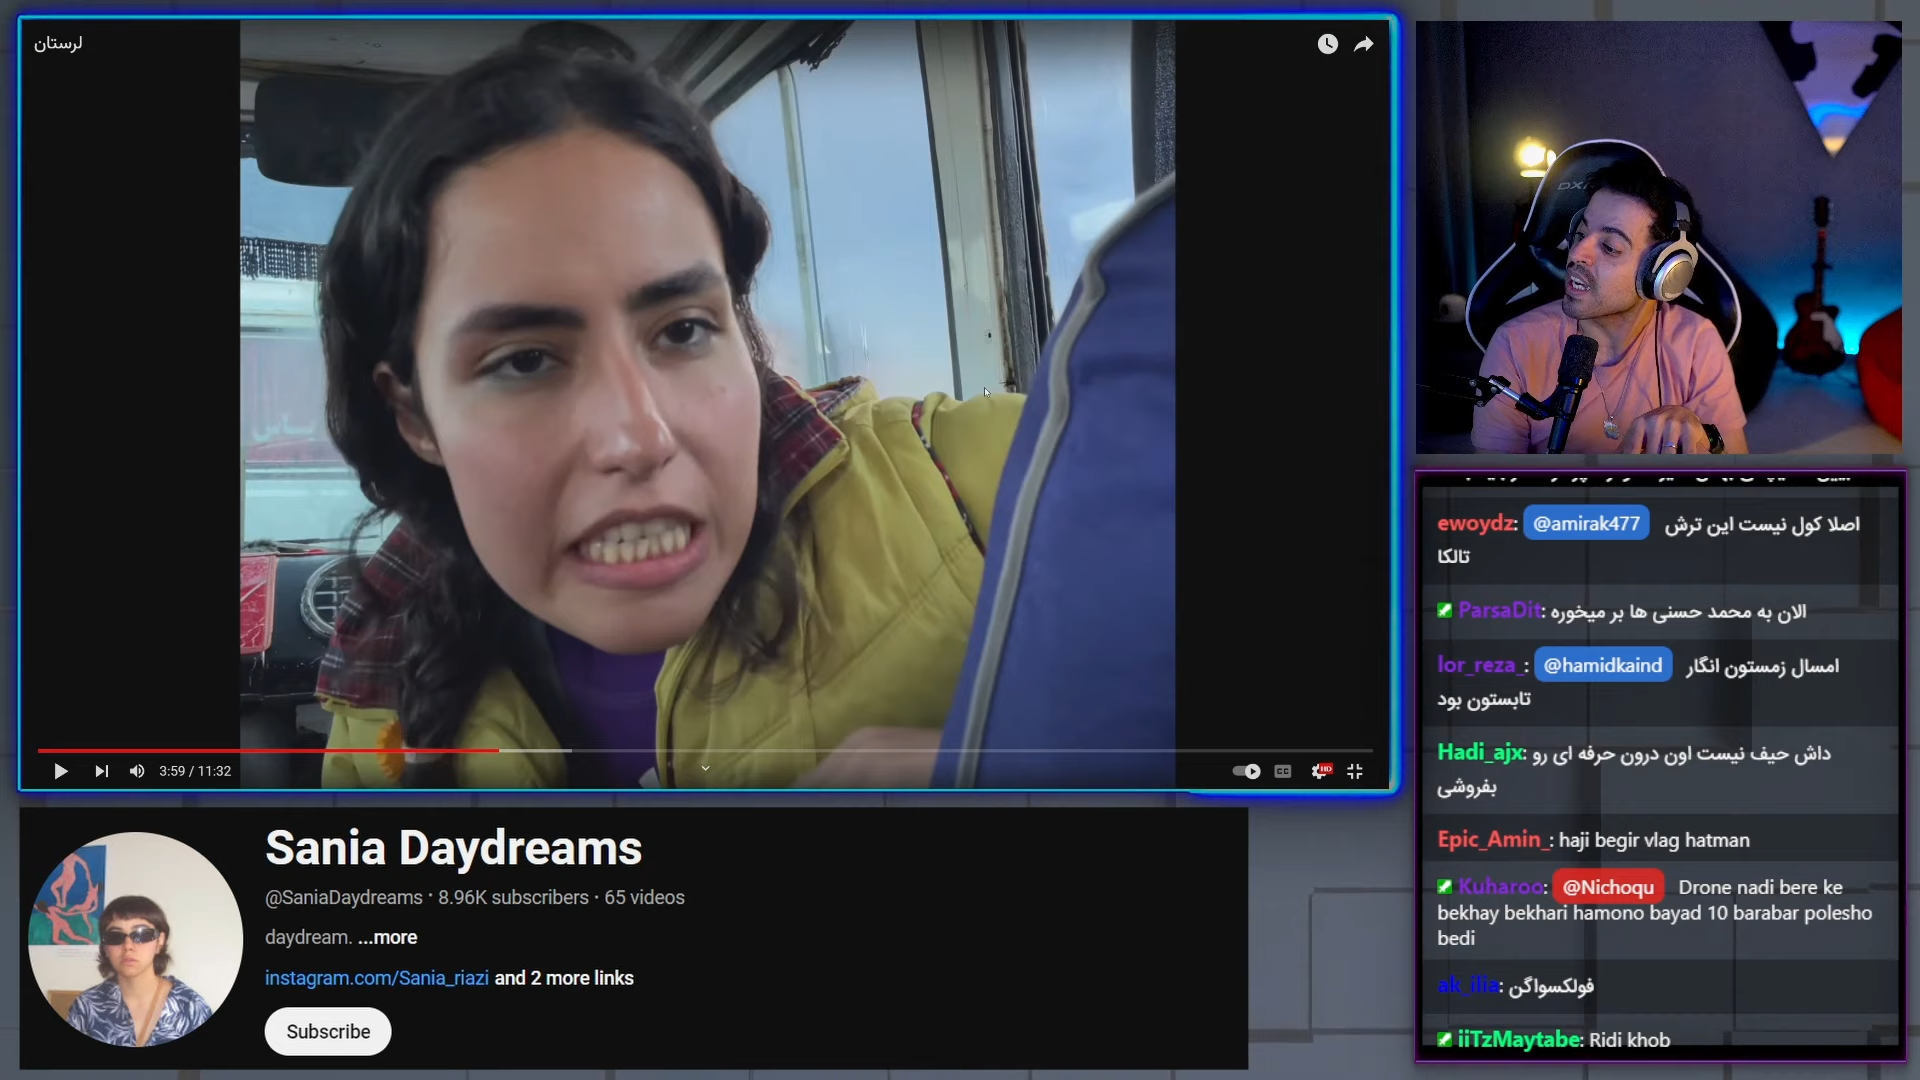 لرستان
3:59 / 11:32
CC
HD
Sania Daydreams
@SaniaDaydreams · 8.96K subscribers · 65 videos
daydream. ...more
instagram.com/Sania_riazi and 2 more links
Subscribe
ewoydz: @amirak477 اصلا کول نیست این ترش
تالکا
ParsaDit: الان به محمد حسنی ها بر میخوره
lor_reza_: @hamidkaind امسال زمستون انگار
تابستون بود
Hadi_ajx: داش حیف نیست اون درون حرفه ای رو
بفروشی
Epic_Amin_: haji begir vlag hatman
Kuharoo: @Nichoqu Drone nadi bere ke
bekhay bekhari hamono bayad 10 barabar polesho
bedi
ak_ilia: فولکسواگن
iiTzMaytabe: Ridi khob